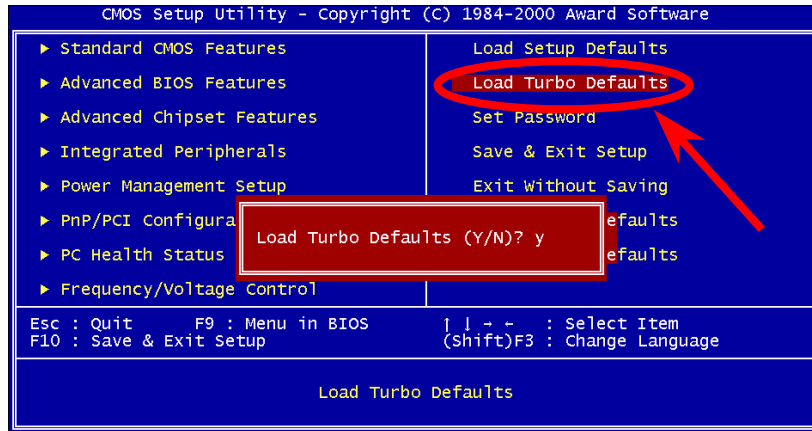 CMOS Setup Utility - Copyright (C) 1984-2000 Award Software
▶ Standard CMOS Features
▶ Advanced BIOS Features
▶ Advanced Chipset Features
▶ Integrated Peripherals
▶ Power Management Setup
▶ PnP/PCI Configura
▶ PC Health Status
▶ Frequency/Voltage Control
Load Setup Defaults
Load Turbo Defaults
Set Password
Save & Exit Setup
Exit Without Saving
efaults
efaults
Load Turbo Defaults (Y/N)? y
Esc : Quit F9 : Menu in BIOS ↑ ↓ → ← : Select Item
F10 : Save & Exit Setup (Shift)F3 : Change Language
Load Turbo Defaults